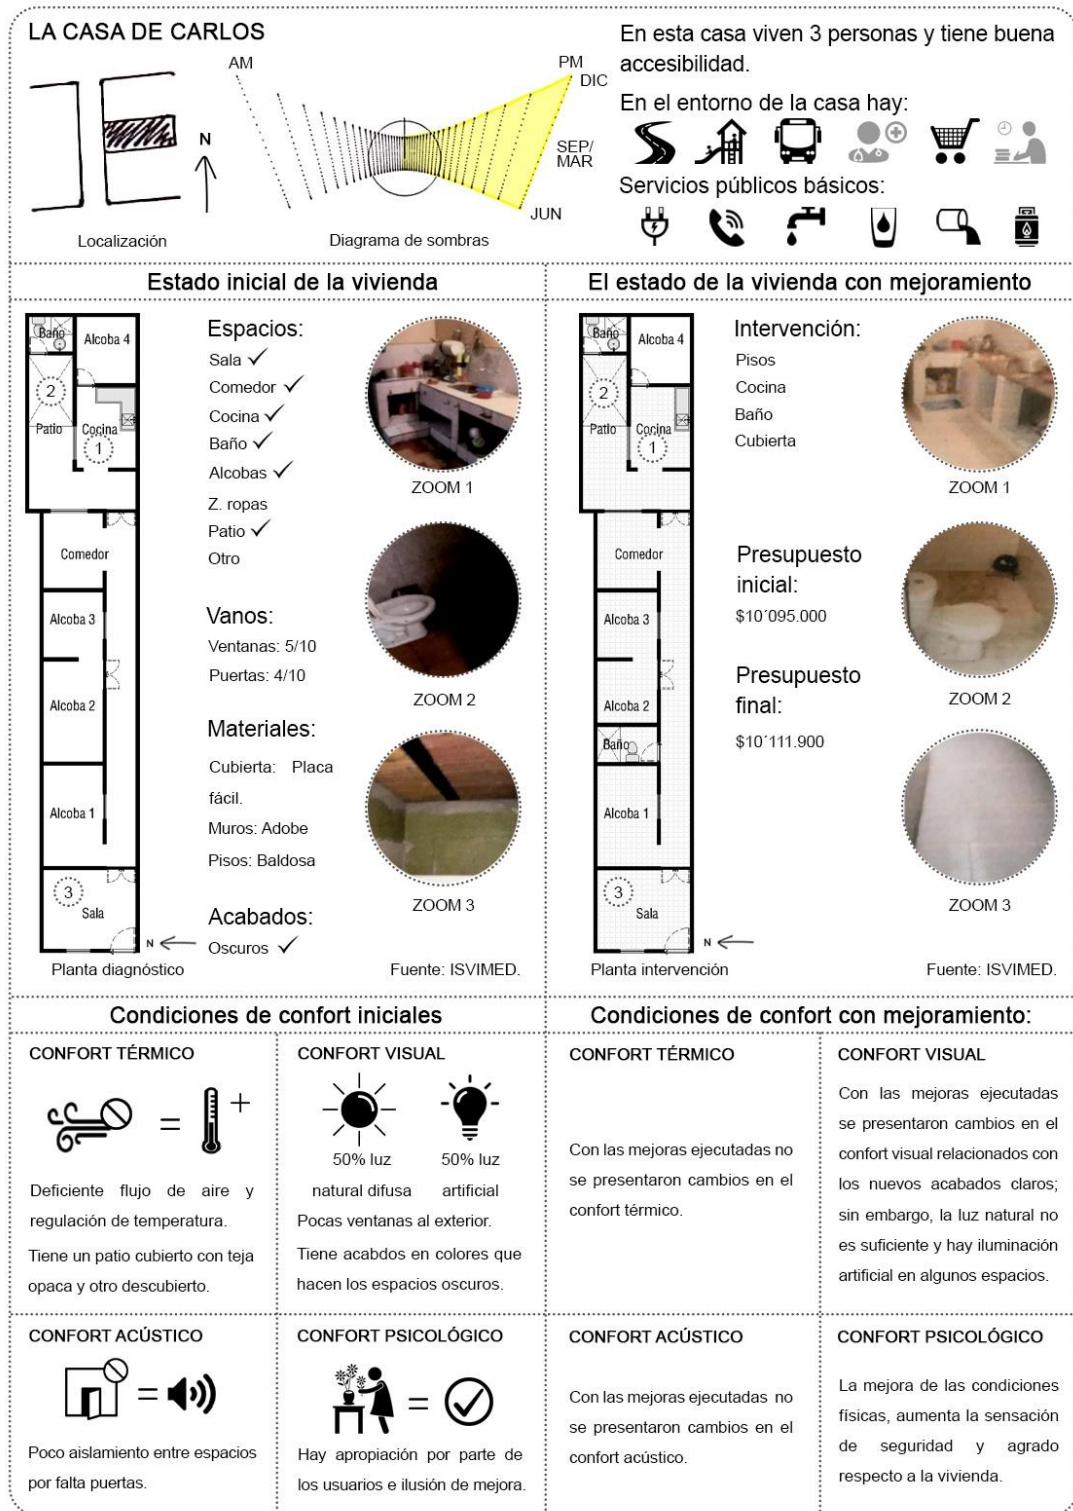 LA CASA DE CARLOS
N
Localización
AM
PM
DIC
SEP/
MAR
JUN
Diagrama de sombras
En esta casa viven 3 personas y tiene buena
accesibilidad.
En el entorno de la casa hay:
Servicios públicos básicos:
Estado inicial de la vivienda
Baño
Alcoba 4
2
Patio
Cocina
1
Comedor
Alcoba 3
Alcoba 2
Alcoba 1
3
Sala
N
Planta diagnóstico
Espacios:
Sala ✓
Comedor ✓
Cocina ✓
Baño ✓
Alcobas ✓
Z. ropas
Patio ✓
Otro
Vanos:
Ventanas: 5/10
Puertas: 4/10
Materiales:
Cubierta: Placa
fácil.
Muros: Adobe
Pisos: Baldosa
Acabados:
Oscuros ✓
ZOOM 1
ZOOM 2
ZOOM 3
Fuente: ISVIMED.
El estado de la vivienda con mejoramiento
Baño
Alcoba 4
2
Patio
Cocina
1
Comedor
Alcoba 3
Alcoba 2
Baño
Alcoba 1
3
Sala
N
Planta intervención
Intervención:
Pisos
Cocina
Baño
Cubierta
Presupuesto
inicial:
$10´095.000
Presupuesto
final:
$10´111.900
ZOOM 1
ZOOM 2
ZOOM 3
Fuente: ISVIMED.
Condiciones de confort iniciales
CONFORT TÉRMICO
= +
Deficiente flujo de aire y
regulación de temperatura.
Tiene un patio cubierto con teja
opaca y otro descubierto.
CONFORT VISUAL
50% luz
natural difusa
50% luz
artificial
Pocas ventanas al exterior.
Tiene acabdos en colores que
hacen los espacios oscuros.
CONFORT ACÚSTICO
=
Poco aislamiento entre espacios
por falta puertas.
CONFORT PSICOLÓGICO
=
Hay apropiación por parte de
los usuarios e ilusión de mejora.
Condiciones de confort con mejoramiento:
CONFORT TÉRMICO
Con las mejoras ejecutadas no
se presentaron cambios en el
confort térmico.
CONFORT VISUAL
Con las mejoras ejecutadas
se presentaron cambios en el
confort visual relacionados con
los nuevos acabados claros;
sin embargo, la luz natural no
es suficiente y hay iluminación
artificial en algunos espacios.
CONFORT ACÚSTICO
Con las mejoras ejecutadas no
se presentaron cambios en el
confort acústico.
CONFORT PSICOLÓGICO
La mejora de las condiciones
físicas, aumenta la sensación
de seguridad y agrado
respecto a la vivienda.